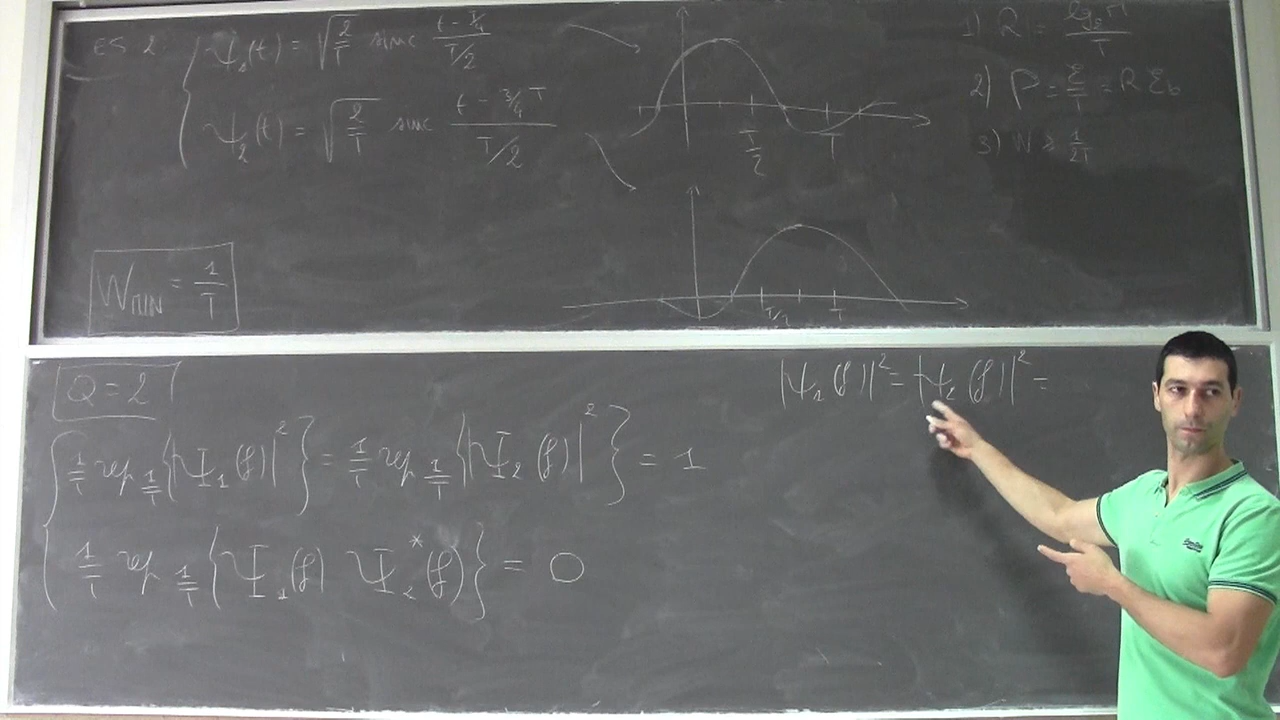 ES 2
ψ₁(t) = √(2/T) sinc (t - T/4)/(T/2)
ψ₂(t) = √(2/T) sinc (t - 3/4 T)/(T/2)
W_MIN = 1/T
T/2 T
T/2 T
1) R = log₂ M / T
2) P = ℰ/T = R ℰ_b
3) W ≥ 1/2T
Q = 2
{ 1/T rep_{1/T} { |Ψ₁(f)|² } = 1/T rep_{1/T} { |Ψ₂(f)|² } = 1
1/T rep_{1/T} { Ψ₁(f) Ψ₂*(f) } = 0
|Ψ₁(f)|² = |Ψ₂(f)|² =